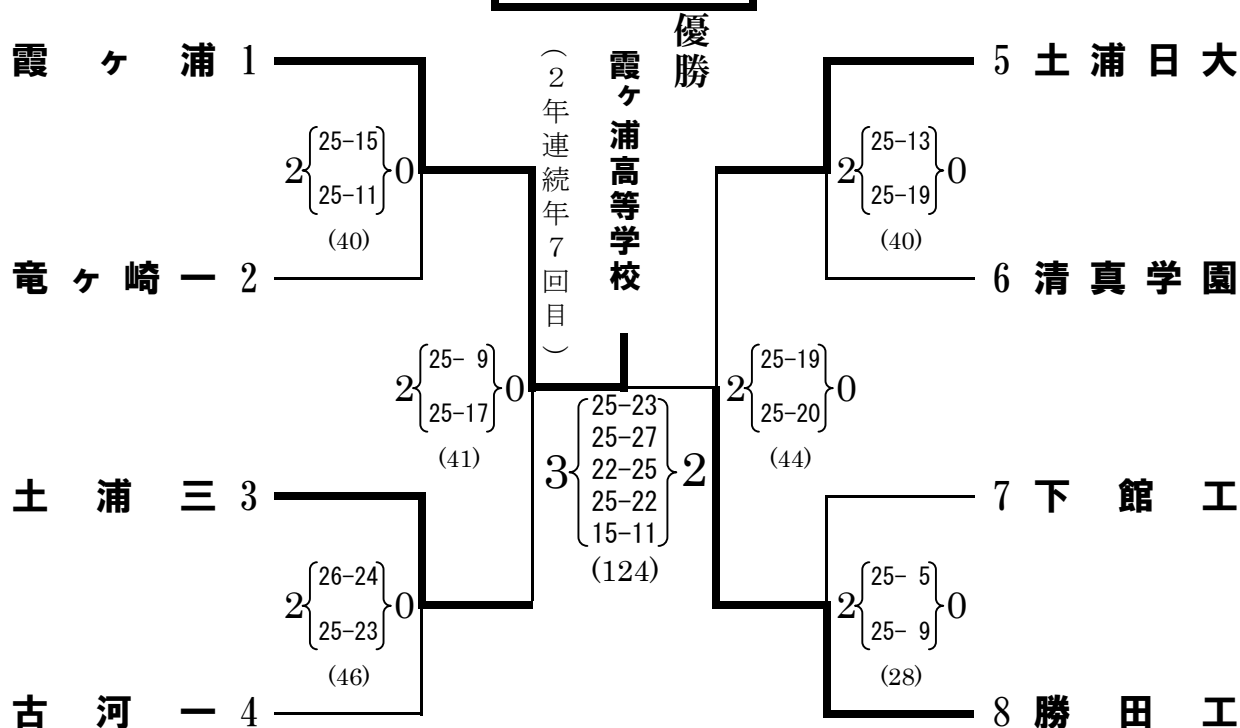 優勝
霞ヶ浦高等学校
（２年連続年７回目）
霞ヶ浦 1
2 25-15 0
25-11
(40)
竜ヶ崎一 2
2 25- 9 0
25-17
(41)
土浦三 3
2 26-24 0
25-23
(46)
古河一 4
25-23
25-27
3 22-25 2
25-22
15-11
(124)
5 土浦日大
2 25-13 0
25-19
(40)
6 清真学園
2 25-19 0
25-20
(44)
7 下館工
2 25- 5 0
25- 9
(28)
8 勝田工